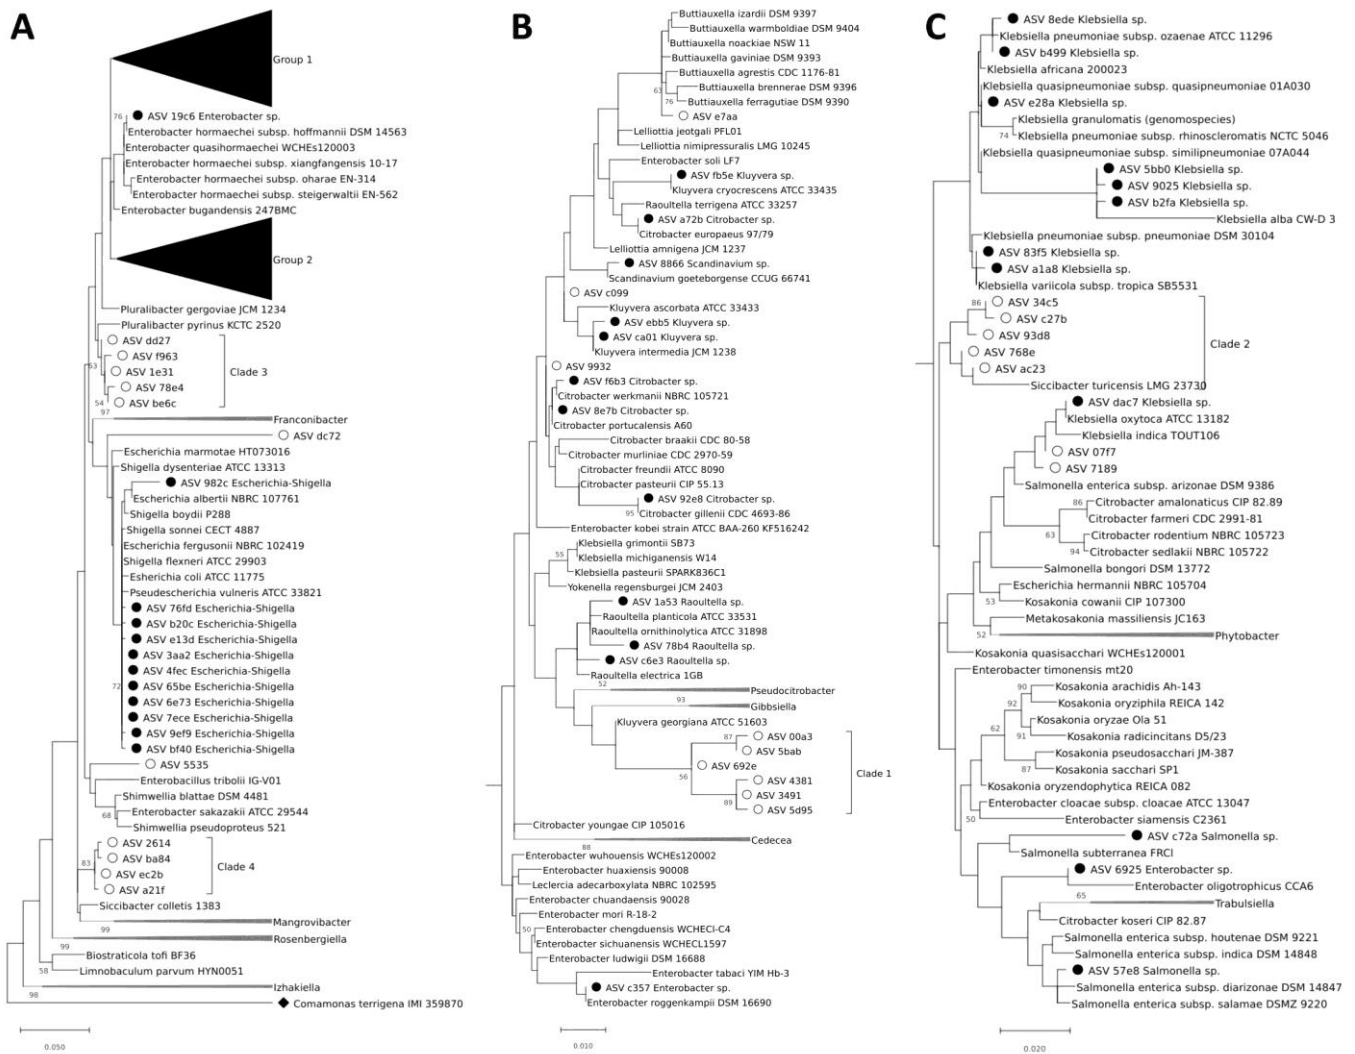 A
Group 1
76
ASV 19c6 Enterobacter sp.
Enterobacter hormaechei subsp. hoffmannii DSM 14563
Enterobacter quasihormaechei WCHEs120003
Enterobacter hormaechei subsp. xiangfangensis 10-17
Enterobacter hormaechei subsp. oharae EN-314
Enterobacter hormaechei subsp. steigerwaltii EN-562
Enterobacter bugandensis 247BMC
Group 2
Pluralibacter gergoviae JCM 1234
Pluralibacter pyrinus KCTC 2520
ASV dd27
ASV f963
53
ASV 1e31
Clade 3
ASV 78e4
54
ASV be6c
97
Franconibacter
ASV dc72
Escherichia marmotae HT073016
Shigella dysenteriae ATCC 13313
ASV 982c Escherichia-Shigella
Escherichia albertii NBRC 107761
Shigella boydii P288
Shigella sonnei CECT 4887
Escherichia fergusonii NBRC 102419
Shigella flexneri ATCC 29903
Esherichia coli ATCC 11775
Pseudescherichia vulneris ATCC 33821
ASV 76fd Escherichia-Shigella
ASV b20c Escherichia-Shigella
ASV e13d Escherichia-Shigella
ASV 3aa2 Escherichia-Shigella
ASV 4fec Escherichia-Shigella
72
ASV 65be Escherichia-Shigella
ASV 6e73 Escherichia-Shigella
ASV 7ece Escherichia-Shigella
ASV 9ef9 Escherichia-Shigella
ASV bf40 Escherichia-Shigella
ASV 5535
Enterobacillus tribolii IG-V01
Shimwellia blattae DSM 4481
68
Enterobacter sakazakii ATCC 29544
Shimwellia pseudoproteus 521
ASV 2614
83
ASV ba84
Clade 4
ASV ec2b
ASV a21f
Siccibacter colletis 1383
Mangrovibacter
99
Rosenbergiella
99
Biostraticola tofi BF36
58
Limnobaculum parvum HYN0051
Izhakiella
98
Comamonas terrigena IMI 359870
0.050
B
Buttiauxella izardii DSM 9397
Buttiauxella warmboldiae DSM 9404
Buttiauxella noackiae NSW 11
Buttiauxella gaviniae DSM 9393
Buttiauxella agrestis CDC 1176-81
63
Buttiauxella brennerae DSM 9396
76
Buttiauxella ferragutiae DSM 9390
ASV e7aa
Lelliottia jeotgali PFL01
Lelliottia nimipressuralis LMG 10245
Enterobacter soli LF7
ASV fb5e Kluyvera sp.
Kluyvera cryocrescens ATCC 33435
Raoultella terrigena ATCC 33257
ASV a72b Citrobacter sp.
Citrobacter europaeus 97/79
Lelliottia amnigena JCM 1237
ASV 8866 Scandinavium sp.
Scandinavium goeteborgense CCUG 66741
ASV c099
Kluyvera ascorbata ATCC 33433
ASV ebb5 Kluyvera sp.
ASV ca01 Kluyvera sp.
Kluyvera intermedia JCM 1238
ASV 9932
ASV f6b3 Citrobacter sp.
Citrobacter werkmanii NBRC 105721
ASV 8e7b Citrobacter sp.
Citrobacter portucalensis A60
Citrobacter braakii CDC 80-58
Citrobacter murliniae CDC 2970-59
Citrobacter freundii ATCC 8090
Citrobacter pasteurii CIP 55.13
ASV 92e8 Citrobacter sp.
95
Citrobacter gillenii CDC 4693-86
Enterobacter kobei strain ATCC BAA-260 KF516242
Klebsiella grimontii SB73
55
Klebsiella michiganensis W14
Klebsiella pasteurii SPARK836C1
Yokenella regensburgei JCM 2403
ASV 1a53 Raoultella sp.
Raoultella planticola ATCC 33531
Raoultella ornithinolytica ATCC 31898
ASV 78b4 Raoultella sp.
ASV c6e3 Raoultella sp.
Raoultella electrica 1GB
52
Pseudocitrobacter
93
Gibbsiella
Kluyvera georgiana ATCC 51603
87
ASV 00a3
ASV 5bab
ASV 692e
56
Clade 1
ASV 4381
ASV 3491
89
ASV 5d95
Citrobacter youngae CIP 105016
Cedecea
88
Enterobacter wuhouensis WCHEs120002
Enterobacter huaxiensis 90008
Leclercia adecarboxylata NBRC 102595
Enterobacter chuandaensis 90028
Enterobacter mori R-18-2
50
Enterobacter chengduensis WCHECl-C4
Enterobacter sichuanensis WCHECL1597
Enterobacter ludwigii DSM 16688
Enterobacter tabaci YIM Hb-3
ASV c357 Enterobacter sp.
Enterobacter roggenkampii DSM 16690
0.010
C
ASV 8ede Klebsiella sp.
Klebsiella pneumoniae subsp. ozaenae ATCC 11296
ASV b499 Klebsiella sp.
Klebsiella africana 200023
Klebsiella quasipneumoniae subsp. quasipneumoniae 01A030
ASV e28a Klebsiella sp.
Klebsiella granulomatis (genomospecies)
74
Klebsiella pneumoniae subsp. rhinoscleromatis NCTC 5046
Klebsiella quasipneumoniae subsp. similipneumoniae 07A044
ASV 5bb0 Klebsiella sp.
ASV 9025 Klebsiella sp.
ASV b2fa Klebsiella sp.
Klebsiella alba CW-D 3
Klebsiella pneumoniae subsp. pneumoniae DSM 30104
ASV 83f5 Klebsiella sp.
ASV a1a8 Klebsiella sp.
Klebsiella variicola subsp. tropica SB5531
86
ASV 34c5
ASV c27b
ASV 93d8
Clade 2
ASV 768e
ASV ac23
Siccibacter turicensis LMG 23730
ASV dac7 Klebsiella sp.
Klebsiella oxytoca ATCC 13182
Klebsiella indica TOUT106
ASV 07f7
ASV 7189
Salmonella enterica subsp. arizonae DSM 9386
86
Citrobacter amalonaticus CIP 82.89
Citrobacter farmeri CDC 2991-81
63
Citrobacter rodentium NBRC 105723
94
Citrobacter sedlakii NBRC 105722
Salmonella bongori DSM 13772
Escherichia hermannii NBRC 105704
53
Kosakonia cowanii CIP 107300
Metakosakonia massiliensis JC163
52
Phytobacter
Kosakonia quasisacchari WCHEs120001
Enterobacter timonensis mt20
90
Kosakonia arachidis Ah-143
92
Kosakonia oryziphila REICA 142
Kosakonia oryzae Ola 51
62
91
Kosakonia radicincitans D5/23
Kosakonia pseudosacchari JM-387
87
Kosakonia sacchari SP1
Kosakonia oryzendophytica REICA 082
Enterobacter cloacae subsp. cloacae ATCC 13047
50
Enterobacter siamensis C2361
ASV c72a Salmonella sp.
Salmonella subterranea FRCl
ASV 6925 Enterobacter sp.
Enterobacter oligotrophicus CCA6
65
Trabulsiella
Citrobacter koseri CIP 82.87
Salmonella enterica subsp. houtenae DSM 9221
Salmonella enterica subsp. indica DSM 14848
ASV 57e8 Salmonella sp.
Salmonella enterica subsp. diarizonae DSM 14847
Salmonella enterica subsp. salamae DSMZ 9220
0.020